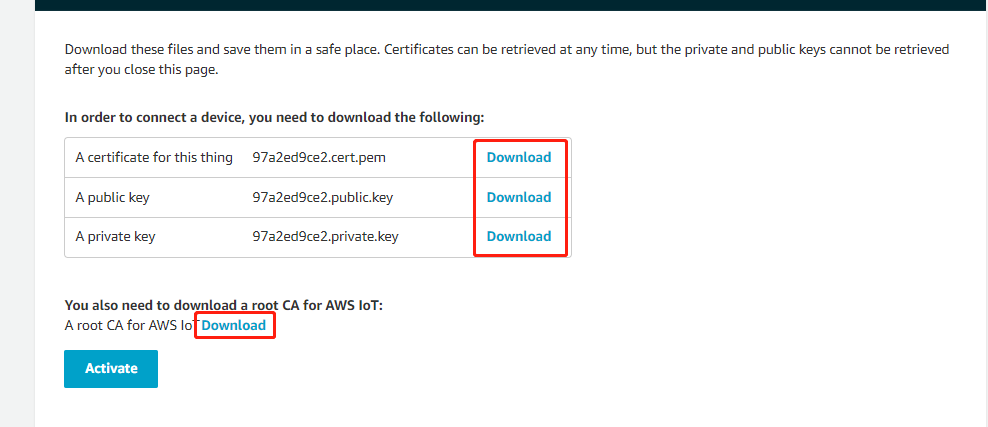 Download these files and save them in a safe place. Certificates can be retrieved at any time, but the private and public keys cannot be retrieved
after you close this page.
In order to connect a device, you need to download the following:
A certificate for this thing 97a2ed9ce2.cert.pem Download
A public key 97a2ed9ce2.public.key Download
A private key 97a2ed9ce2.private.key Download
You also need to download a root CA for AWS IoT:
A root CA for AWS IoT Download
Activate